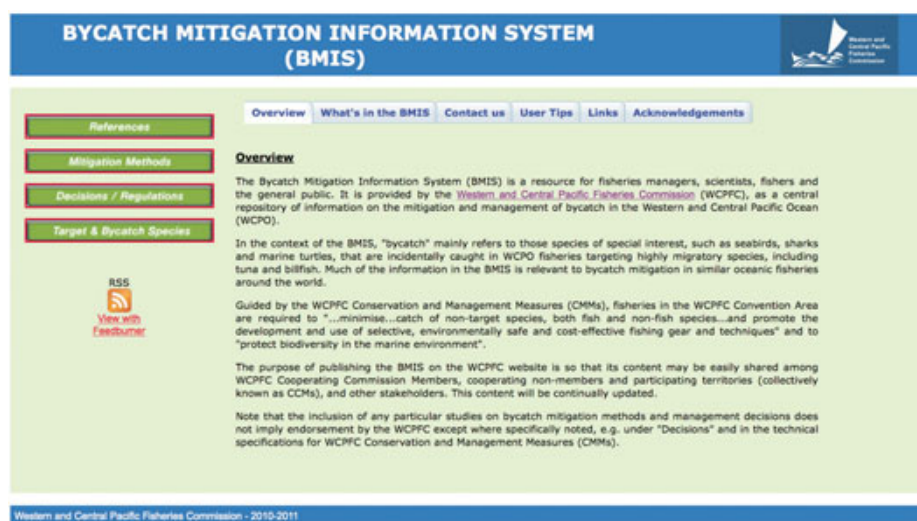 BYCATCH MITIGATION INFORMATION SYSTEM
(BMIS)
Western and
Central Pacific
Fisheries
Commission
References
Mitigation Methods
Decisions / Regulations
Target & Bycatch Species
RSS
View with
Feedburner
Overview What's in the BMIS Contact us User Tips Links Acknowledgements
Overview
The Bycatch Mitigation Information System (BMIS) is a resource for fisheries managers, scientists, fishers and
the general public. It is provided by the Western and Central Pacific Fisheries Commission (WCPFC), as a central
repository of information on the mitigation and management of bycatch in the Western and Central Pacific Ocean
(WCPO).
In the context of the BMIS, "bycatch" mainly refers to those species of special interest, such as seabirds, sharks
and marine turtles, that are incidentally caught in WCPO fisheries targeting highly migratory species, including
tuna and billfish. Much of the information in the BMIS is relevant to bycatch mitigation in similar oceanic fisheries
around the world.
Guided by the WCPFC Conservation and Management Measures (CMMs), fisheries in the WCPFC Convention Area
are required to "...minimise...catch of non-target species, both fish and non-fish species...and promote the
development and use of selective, environmentally safe and cost-effective fishing gear and techniques" and to
"protect biodiversity in the marine environment".
The purpose of publishing the BMIS on the WCPFC website is so that its content may be easily shared among
WCPFC Cooperating Commission Members, cooperating non-members and participating territories (collectively
known as CCMs), and other stakeholders. This content will be continually updated.
Note that the inclusion of any particular studies on bycatch mitigation methods and management decisions does
not imply endorsement by the WCPFC except where specifically noted, e.g. under "Decisions" and in the technical
specifications for WCPFC Conservation and Management Measures (CMMs).
Western and Central Pacific Fisheries Commission - 2010-2011